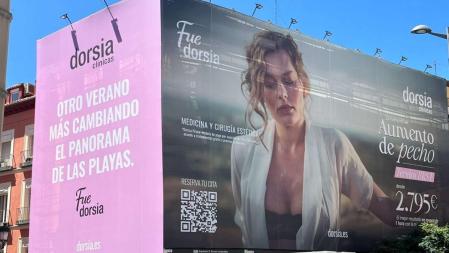 dorsia
clínicas
OTRO VERANO
MÁS CAMBIANDO
EL PANORAMA
DE LAS PLAYAS.
Fue
dorsia
dorsia.es
Fue
dorsia
MEDICINA Y CIRUGÍA
RESERVA TU CITA
dorsia.es
dorsia
clínicas
Aumento
de pecho
desde
2.795€